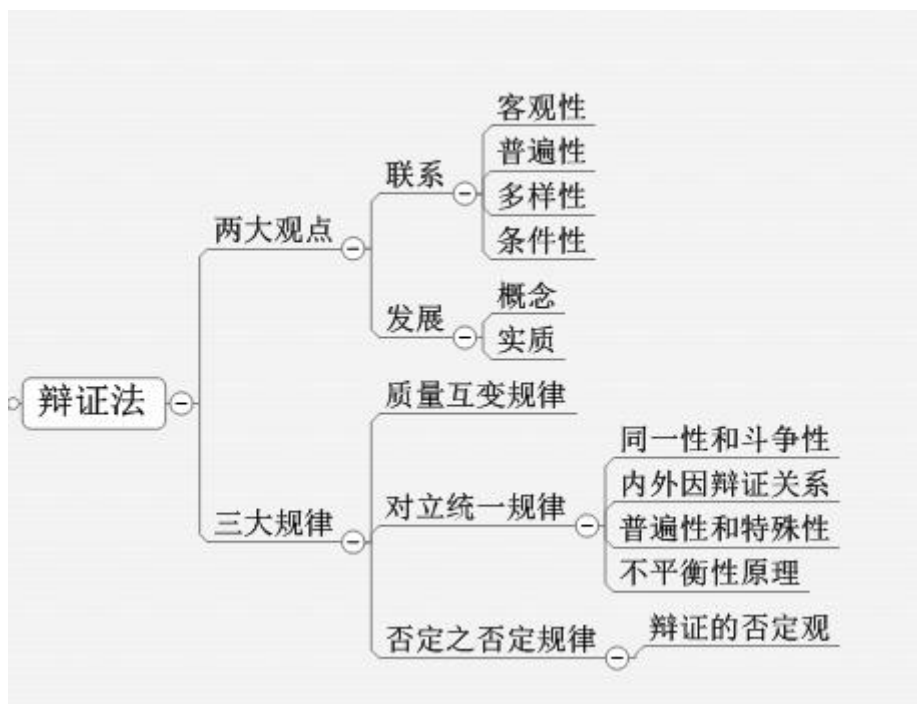 客观性
普遍性
联系
多样性
两大观点
条件性
概念
发展
实质
辩证法
质量互变规律
同一性和斗争性
内外因辩证关系
对立统一规律
三大规律
普遍性和特殊性
不平衡性原理
否定之否定规律
辩证的否定观